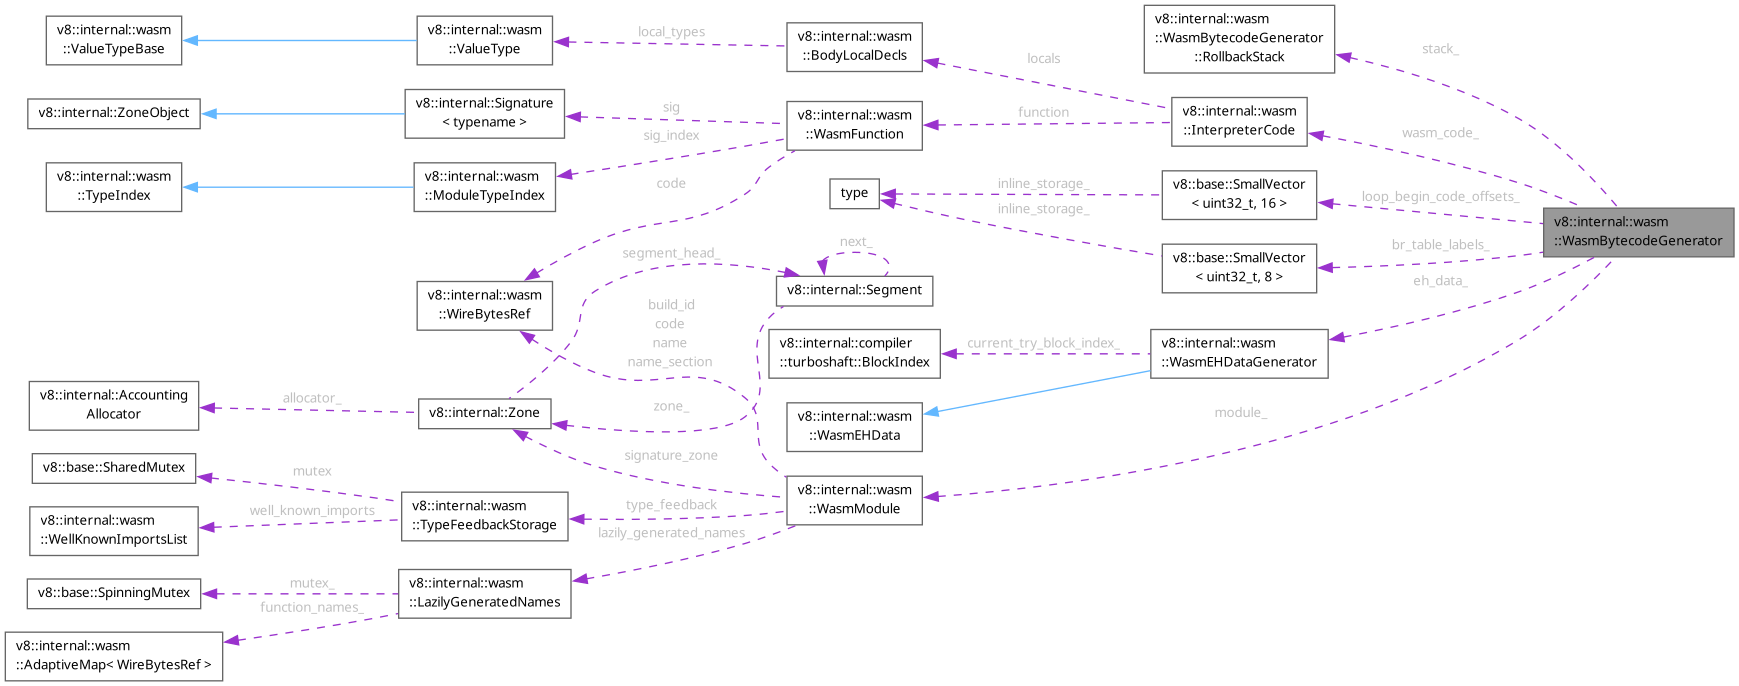 v8::internal::wasm
::ValueTypeBase
v8::internal::wasm
::ValueType
local_types
v8::internal::wasm
::BodyLocalDecls
locals
v8::internal::wasm
::WasmBytecodeGenerator
::RollbackStack
stack_
v8::internal::ZoneObject
v8::internal::Signature
< typename >
sig
sig_index
v8::internal::wasm
::WasmFunction
function
v8::internal::wasm
::InterpreterCode
wasm_code_
v8::internal::wasm
::TypeIndex
v8::internal::wasm
::ModuleTypeIndex
code
type
inline_storage_
inline_storage_
v8::base::SmallVector
< uint32_t, 16 >
loop_begin_code_offsets_
v8::internal::wasm
::WasmBytecodeGenerator
v8::base::SmallVector
< uint32_t, 8 >
br_table_labels_
eh_data_
segment_head_
next_
v8::internal::Segment
v8::internal::wasm
::WireBytesRef
build_id
code
name
name_section
v8::internal::compiler
::turboshaft::BlockIndex
current_try_block_index_
v8::internal::wasm
::WasmEHDataGenerator
v8::internal::Accounting
Allocator
allocator_
v8::internal::Zone
zone_
v8::internal::wasm
::WasmEHData
module_
v8::base::SharedMutex
mutex
signature_zone
v8::internal::wasm
::WasmModule
v8::internal::wasm
::WellKnownImportsList
well_known_imports
v8::internal::wasm
::TypeFeedbackStorage
type_feedback
lazily_generated_names
v8::base::SpinningMutex
mutex_
function_names_
v8::internal::wasm
::LazilyGeneratedNames
v8::internal::wasm
::AdaptiveMap< WireBytesRef >